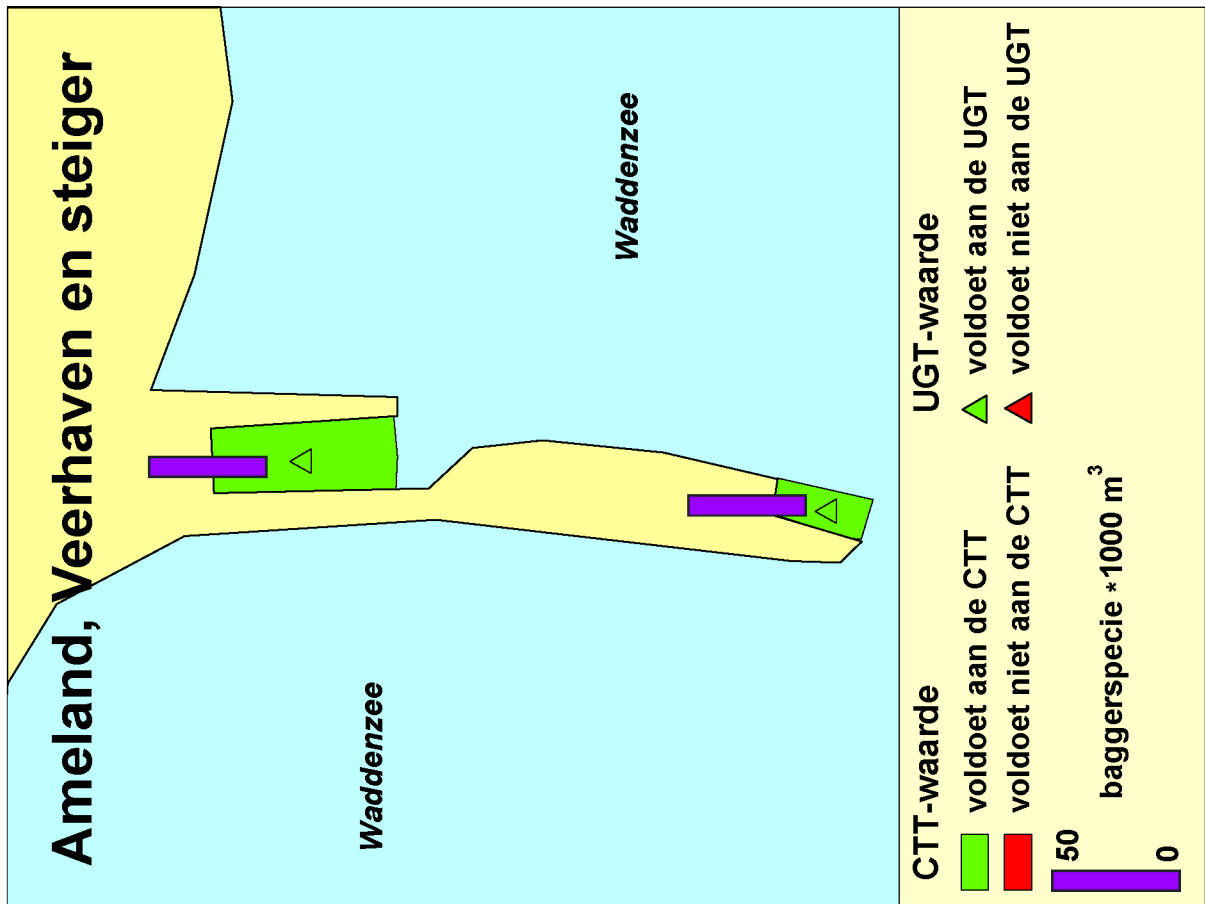 Ameland, Veerhaven en steiger
Waddenzee
Waddenzee
CTT-waarde
voldoet aan de CTT
voldoet niet aan de CTT
50
0
baggerspecie *1000 m³
UGT-waarde
voldoet aan de UGT
voldoet niet aan de UGT